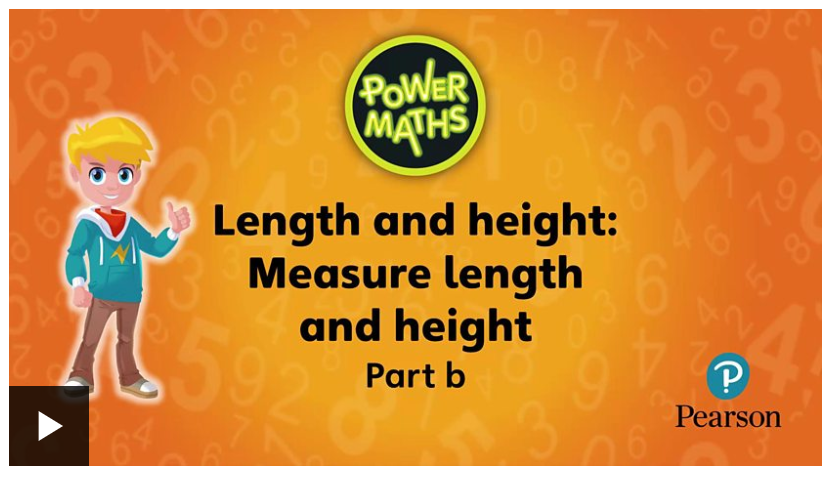 POWER
MATHS
Length and height:
Measure length
and height
Part b
Pearson